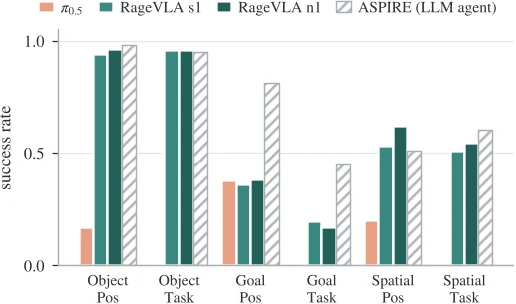 π0.5 RageVLA s1 RageVLA n1 ASPIRE (LLM agent)
success rate
1.0
0.5
0.0
Object Pos
Object Task
Goal Pos
Goal Task
Spatial Pos
Spatial Task